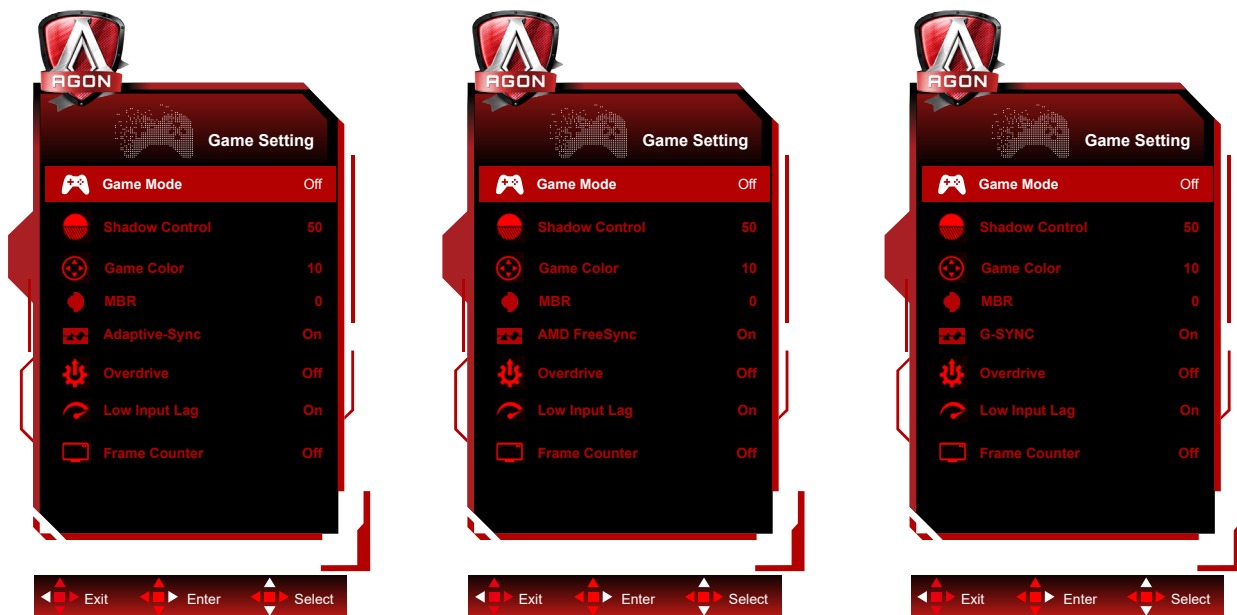 AGON
Game Setting
Game Mode Off
Shadow Control 50
Game Color 10
MBR 0
Adaptive-Sync On
Overdrive Off
Low Input Lag On
Frame Counter Off
Exit Enter Select
AGON
Game Setting
Game Mode Off
Shadow Control 50
Game Color 10
MBR 0
AMD FreeSync On
Overdrive Off
Low Input Lag On
Frame Counter Off
Exit Enter Select
AGON
Game Setting
Game Mode Off
Shadow Control 50
Game Color 10
MBR 0
G-SYNC On
Overdrive Off
Low Input Lag On
Frame Counter Off
Exit Enter Select